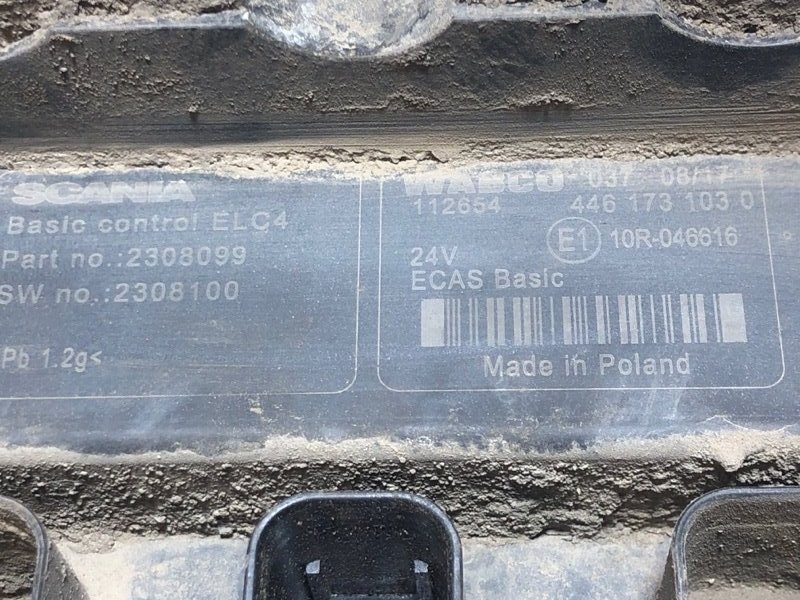 SCANIA
Basic control ELC4
Part no.:2308099
SW no.:2308100
Pb 1.2g<
WABCO 037 08/17
112654 446 173 103 0
24V E1 10R-046616
ECAS Basic
Made in Poland